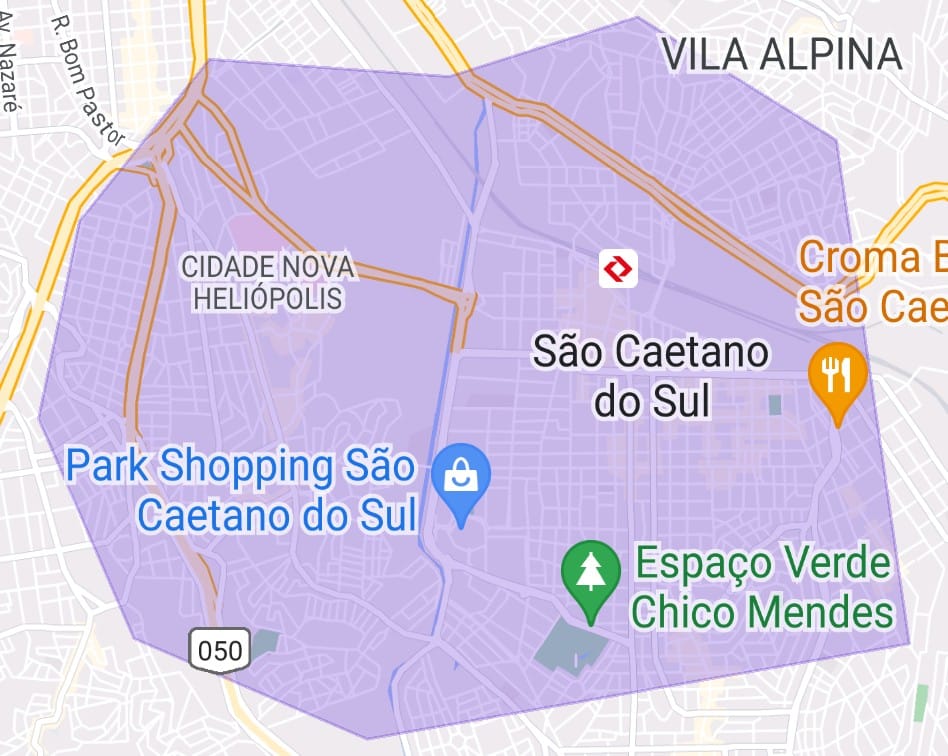 Av. Nazaré
R. Bom Pastor
VILA ALPINA
CIDADE NOVA
HELIÓPOLIS
Croma B
São Cae
São Caetano
do Sul
Park Shopping São
Caetano do Sul
Espaço Verde
Chico Mendes
050